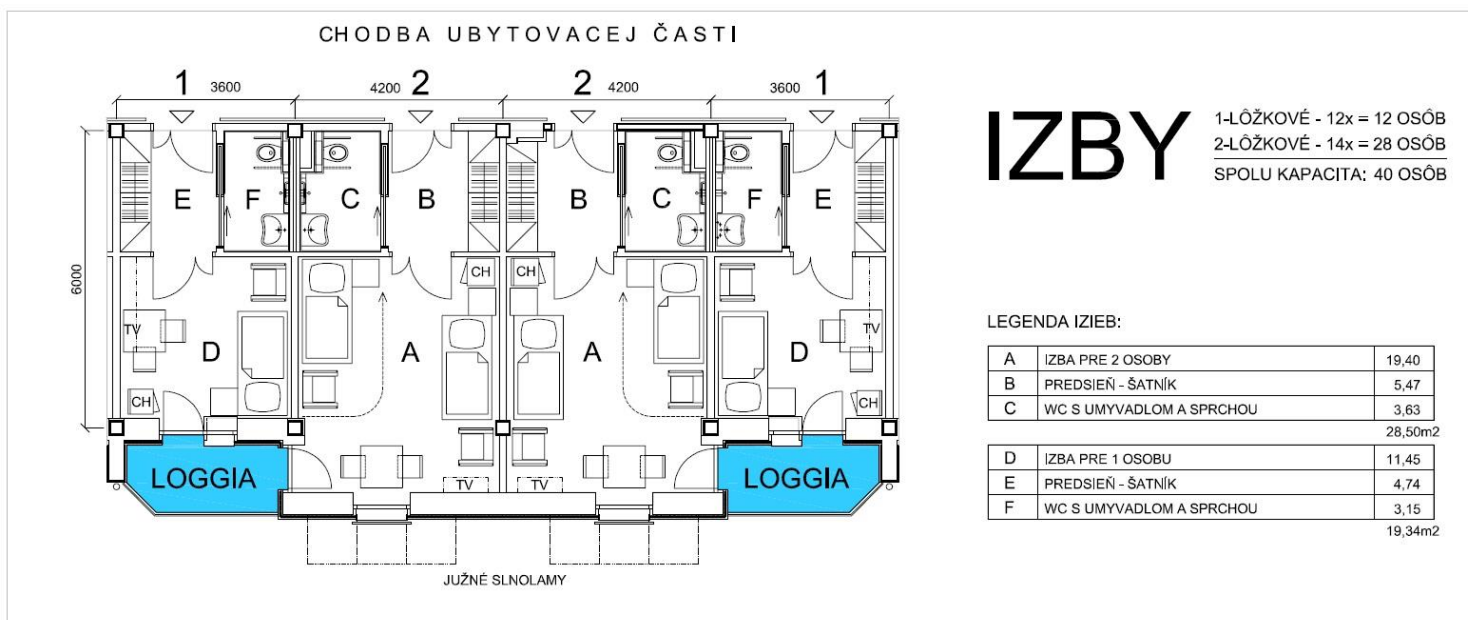 CHODBA UBYTOVACEJ ČASTI
1 3600 4200 2 2 4200 3600 1
6000
E F C B B C F E
CH CH
TV TV
D A A D
CH CH
LOGGIA LOGGIA
TV TV
JUŽNÉ SLNOLAMY
IZBY
1-LÔŽKOVÉ - 12x = 12 OSÔB
2-LÔŽKOVÉ - 14x = 28 OSÔB
SPOLU KAPACITA: 40 OSÔB
LEGENDA IZIEB:
A IZBA PRE 2 OSOBY 19,40
B PREDSIEŇ - ŠATNÍK 5,47
C WC S UMYVADLOM A SPRCHOU 3,63
28,50m2
D IZBA PRE 1 OSOBU 11,45
E PREDSIEŇ - ŠATNÍK 4,74
F WC S UMYVADLOM A SPRCHOU 3,15
19,34m2